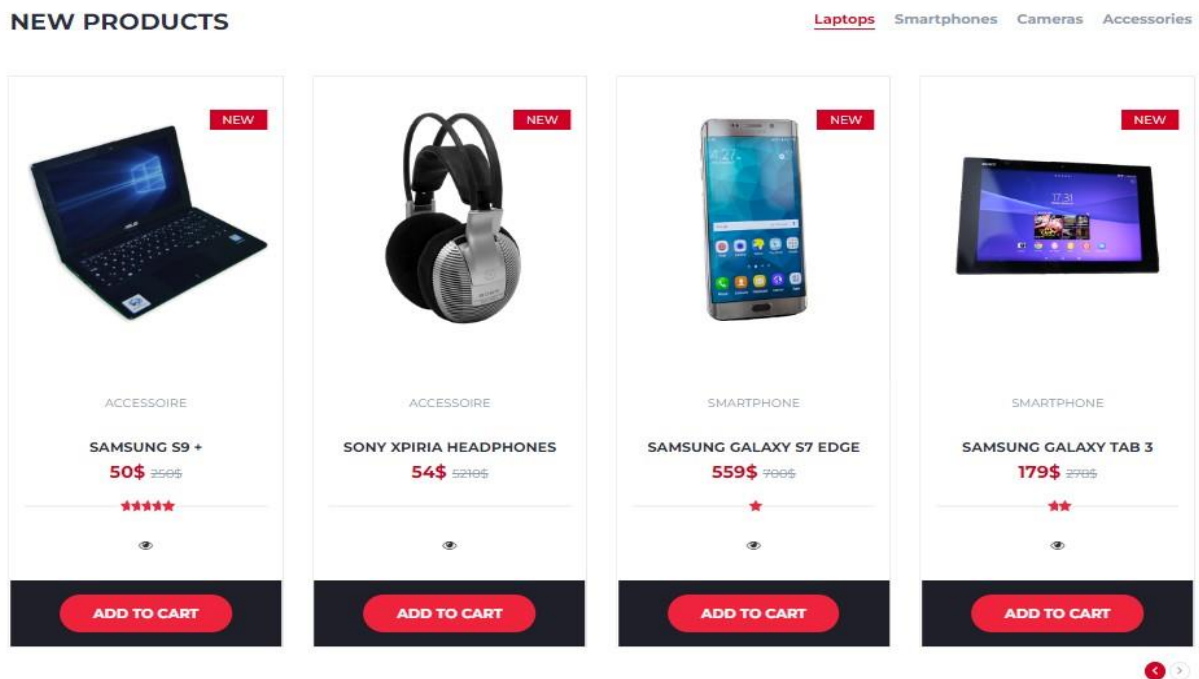 NEW PRODUCTS
Laptops Smartphones Cameras Accessories
NEW NEW NEW NEW
ACCESSOIRE ACCESSOIRE SMARTPHONE SMARTPHONE
SAMSUNG S9 + SONY XPIRIA HEADPHONES SAMSUNG GALAXY S7 EDGE SAMSUNG GALAXY TAB 3
50$ 250$ 54$ 5210$ 559$ 700$ 179$ 270$
ADD TO CART ADD TO CART ADD TO CART ADD TO CART